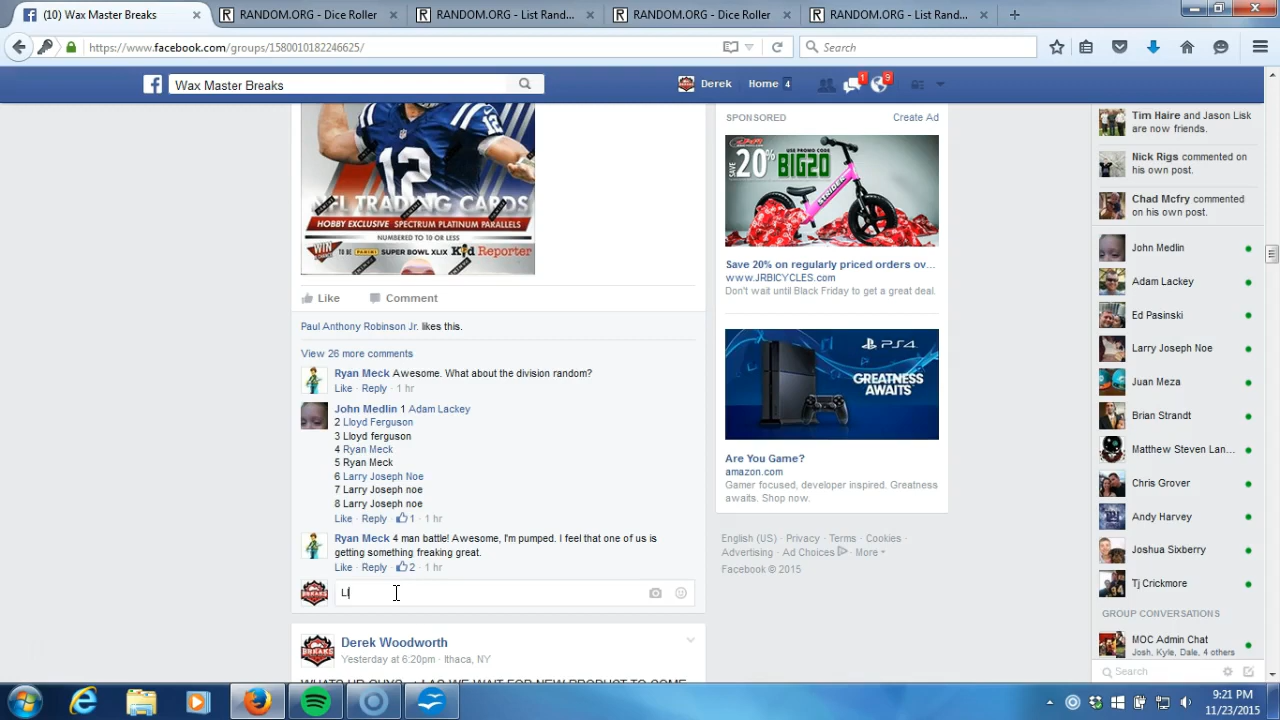 (10) Wax Master Breaks
RANDOM.ORG - Dice Roller
RANDOM.ORG - List Rand...
RANDOM.ORG - Dice Roller
RANDOM.ORG - List Rand...
https://www.facebook.com/groups/1580010182246625/
Search
Wax Master Breaks
Derek
Home 4
1
9
12
NFL TRADING CARDS
HOBBY EXCLUSIVE SPECTRUM PLATINUM PARALLELS
NUMBERED TO 10 OR LESS
WIN TO BE PANINI SUPER BOWL XLIX Kid Reporter
Like Comment
Paul Anthony Robinson Jr. likes this.
View 26 more comments
Ryan Meck Awesome. What about the division random?
Like · Reply · 1 hr
John Medlin 1 Adam Lackey
2 Lloyd Ferguson
3 Lloyd ferguson
4 Ryan Meck
5 Ryan Meck
6 Larry Joseph Noe
7 Larry Joseph noe
8 Larry Joseph noe
Like · Reply · 1 · 1 hr
Ryan Meck 4 man battle! Awesome, I'm pumped. I feel that one of us is
getting something freaking great.
Like · Reply · 2 · 1 hr
BREAKS
LI
BREAKS
Derek Woodworth
Yesterday at 6:20pm · Ithaca, NY
SPONSORED
Create Ad
SAVE 20% USE PROMO CODE BIG20
STRIDER
Save 20% on regularly priced orders ov...
www.JRBICYCLES.com
Don't wait until Black Friday to get a great deal.
PS4
GREATNESS
AWAITS
Are You Game?
amazon.com
Gamer focused, developer inspired. Greatness
awaits. Shop now.
English (US) · Privacy · Terms · Cookies ·
Advertising · Ad Choices · More
Facebook © 2015
Tim Haire and Jason Lisk
are now friends.
Nick Rigs commented on
his own post.
Chad Mcfry commented
on his own post.
John Medlin
Adam Lackey
Ed Pasinski
Larry Joseph Noe
Juan Meza
Brian Strandt
Matthew Steven Lan...
Chris Grover
Andy Harvey
Joshua Sixberry
Tj Crickmore
GROUP CONVERSATIONS
MOC Admin Chat
Josh, Kyle, Dale, 4 others
Search
9:21 PM
11/23/2015